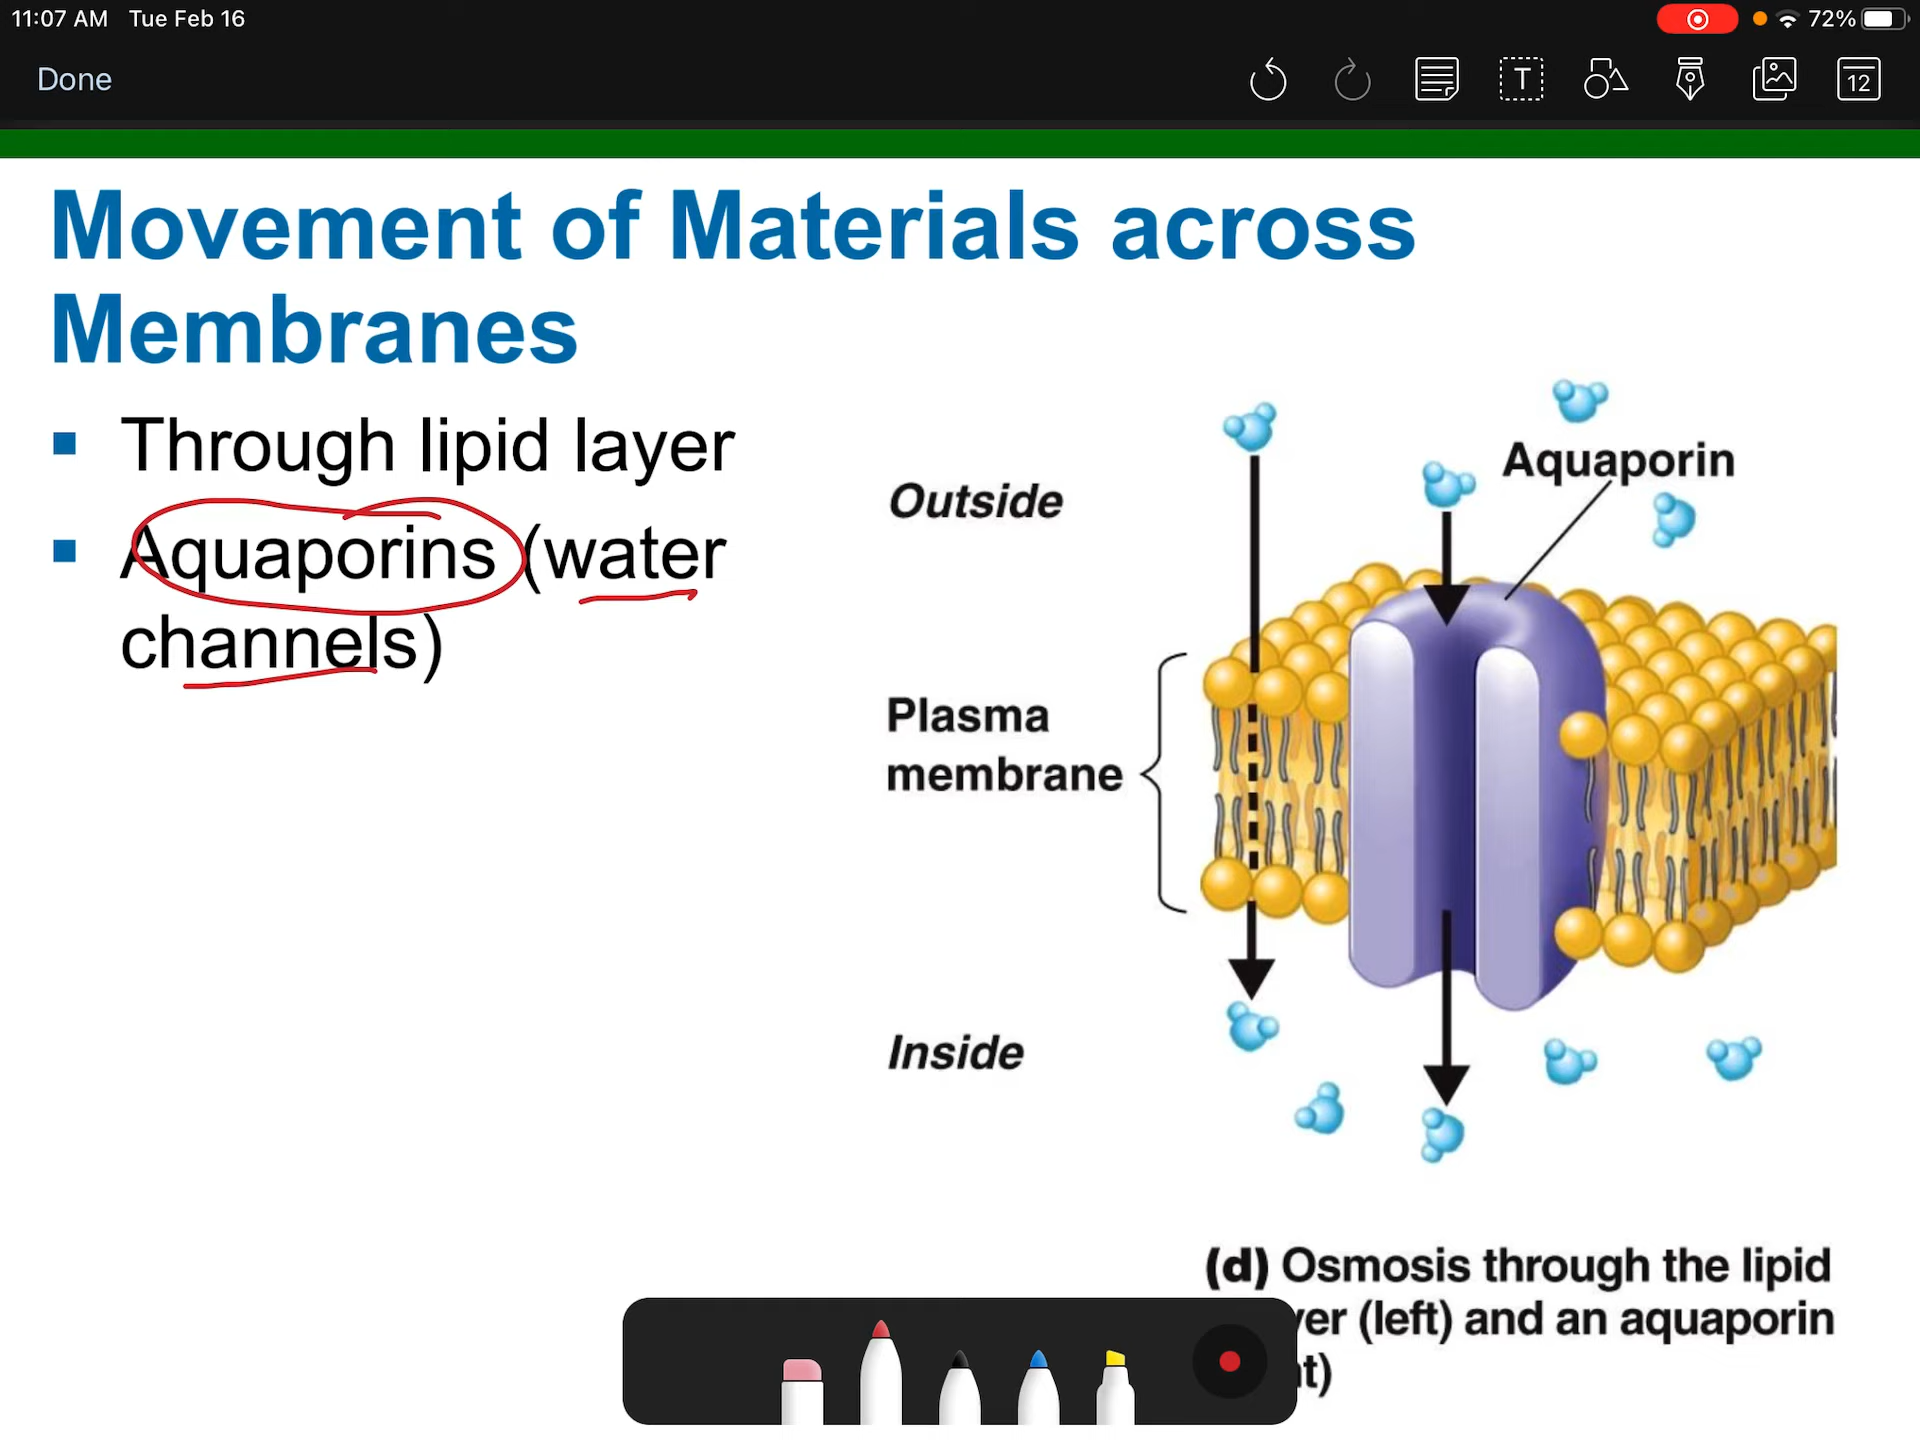 11:07 AM Tue Feb 16
72%
Done
T
12
Movement of Materials across
Membranes
Through lipid layer
Aquaporins (water
channels)
Aquaporin
Outside
Plasma
membrane
Inside
(d) Osmosis through the lipid
(left) and an aquaporin